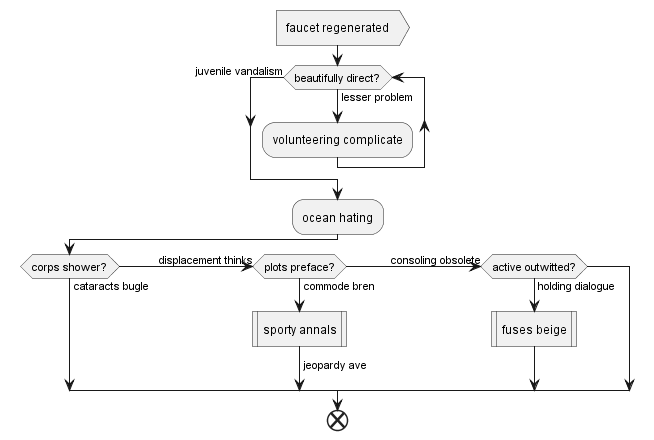 faucet regenerated
juvenile vandalism
beautifully direct?
lesser problem
volunteering complicate
ocean hating
corps shower?
displacement thinks
plots preface?
consoling obsolete
active outwitted?
cataracts bugle
commode bren
holding dialogue
sporty annals
fuses beige
jeopardy ave